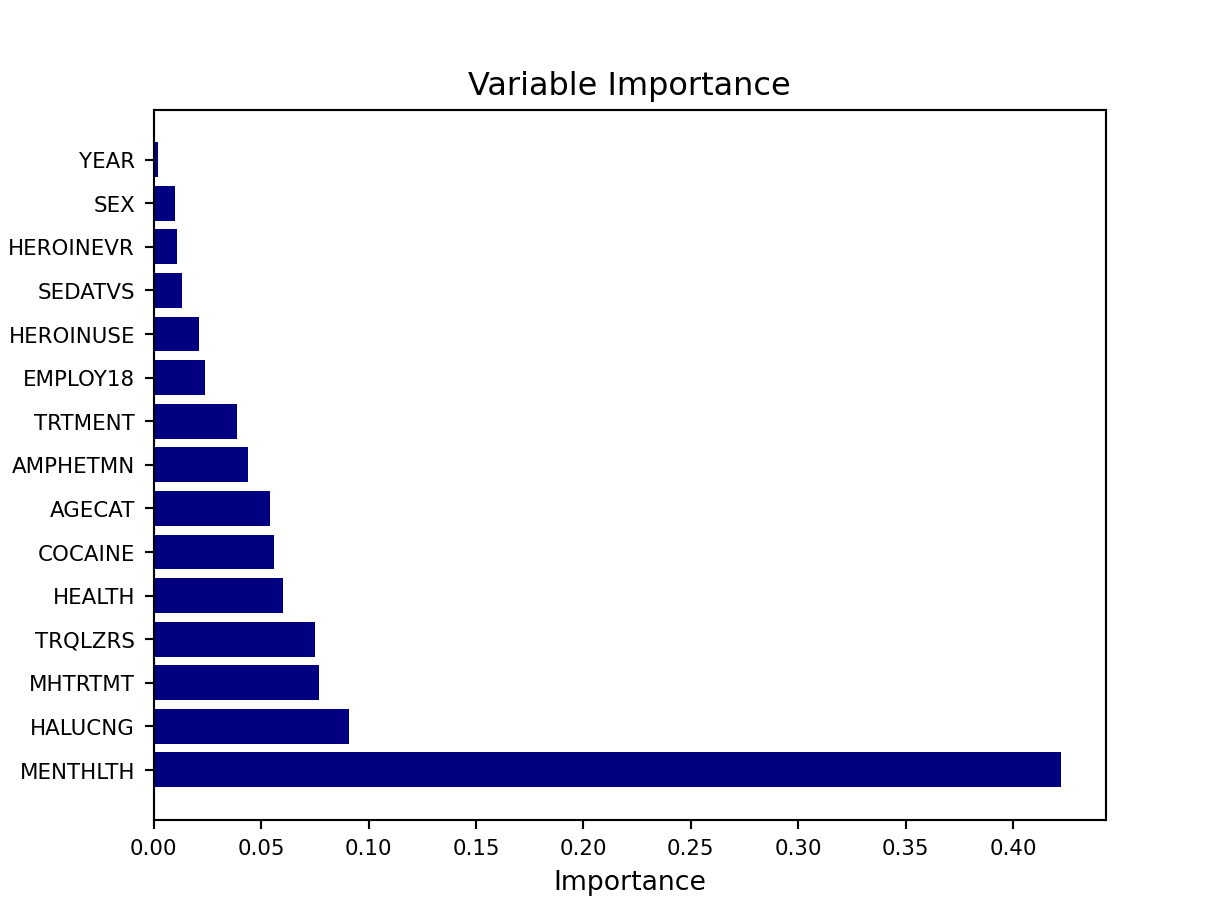 Variable Importance
YEAR
SEX
HEROINEVR
SEDATVS
HEROINUSE
EMPLOY18
TRTMENT
AMPHETMN
AGECAT
COCAINE
HEALTH
TRQLZRS
MHTRTMT
HALUCNG
MENTHLTH
0.00 0.05 0.10 0.15 0.20 0.25 0.30 0.35 0.40
Importance